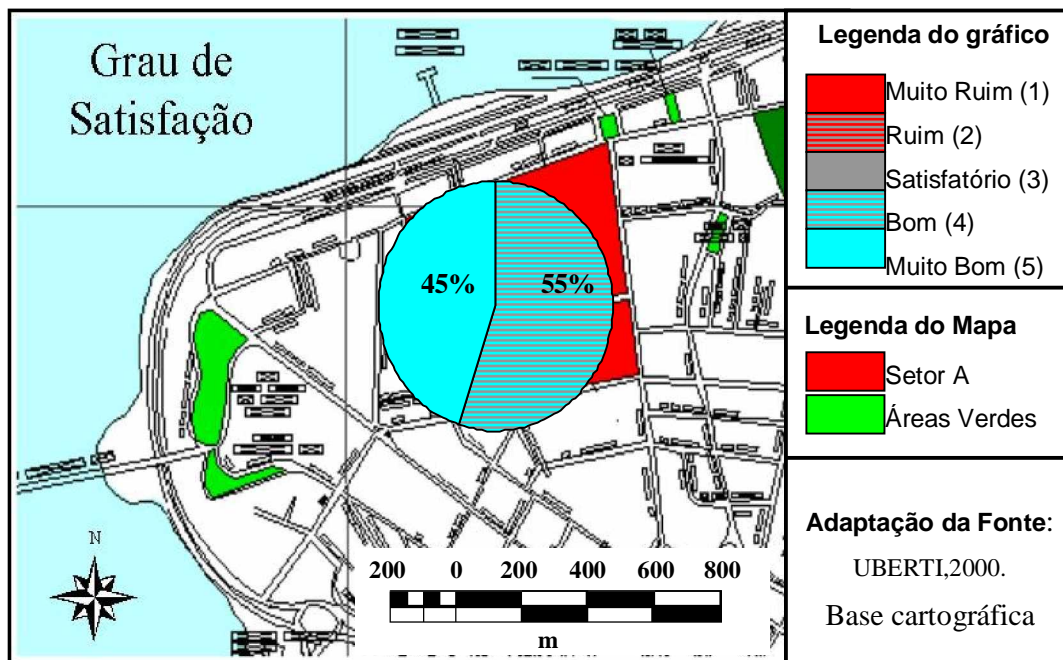 Grau de
Satisfação
45%
55%
N
200 0 200 400 600 800
m
Legenda do gráfico
Muito Ruim (1)
Ruim (2)
Satisfatório (3)
Bom (4)
Muito Bom (5)
Legenda do Mapa
Setor A
Áreas Verdes
Adaptação da Fonte:
UBERTI,2000.
Base cartográfica